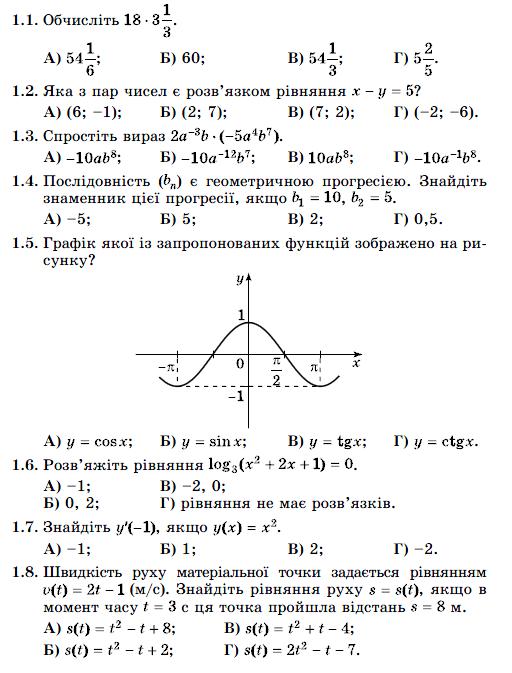 1.1. Обчисліть 18 · 3 1/3.
А) 54 1/6; Б) 60; В) 54 1/3; Г) 5 2/5.
1.2. Яка з пар чисел є розв’язком рівняння x – y = 5?
А) (6; –1); Б) (2; 7); В) (7; 2); Г) (–2; –6).
1.3. Спростіть вираз 2a⁻³b · (–5a⁴b⁷).
А) –10ab⁸; Б) –10a⁻¹²b⁷; В) 10ab⁸; Г) –10a⁻¹b⁸.
1.4. Послідовність (bₙ) є геометричною прогресією. Знайдіть
знаменник цієї прогресії, якщо b₁ = 10, b₂ = 5.
А) –5; Б) 5; В) 2; Г) 0,5.
1.5. Графік якої із запропонованих функцій зображено на ри-
сунку?
y
1
–π 0 π/2 π x
–1
А) y = cosx; Б) y = sinx; В) y = tgx; Г) y = ctgx.
1.6. Розв’яжіть рівняння log₃(x² + 2x + 1) = 0.
А) –1; В) –2, 0;
Б) 0, 2; Г) рівняння не має розв’язків.
1.7. Знайдіть y′(–1), якщо y(x) = x².
А) –1; Б) 1; В) 2; Г) –2.
1.8. Швидкість руху матеріальної точки задається рівнянням
v(t) = 2t – 1 (м/с). Знайдіть рівняння руху s = s(t), якщо в
момент часу t = 3 с ця точка пройшла відстань s = 8 м.
А) s(t) = t² – t + 8; В) s(t) = t² + t – 4;
Б) s(t) = t² – t + 2; Г) s(t) = 2t² – t – 7.